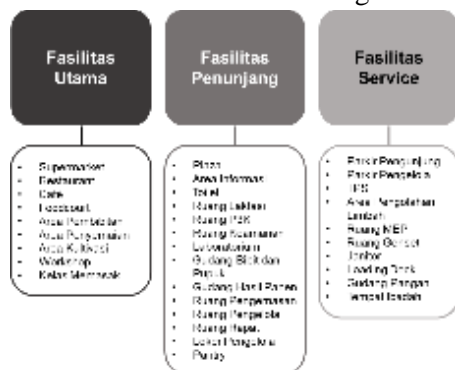 Fasilitas
Utama
Supermarket
Restaurant
Cafe
Foodcourt
Area Pembibitan
Area Penyemaian
Area Kultivasi
Workshop
Kelas Memasak
Fasilitas
Penunjang
Plaza
Area Informasi
Toilet
Ruang Laktasi
Ruang P3K
Ruang Keamanan
Laboratorium
Gudang Bibit dan
Pupuk
Gudang Hasil Panen
Ruang Pengemasan
Ruang Pengelola
Ruang Rapat
Loker Pengelola
Pantry
Fasilitas
Service
Parkir Pengunjung
Parkir Pengelola
TPS
Area Pengolahan
Limbah
Ruang MEP
Ruang Genset
Janitor
Loading Dock
Gudang Pangan
Tempat Ibadah